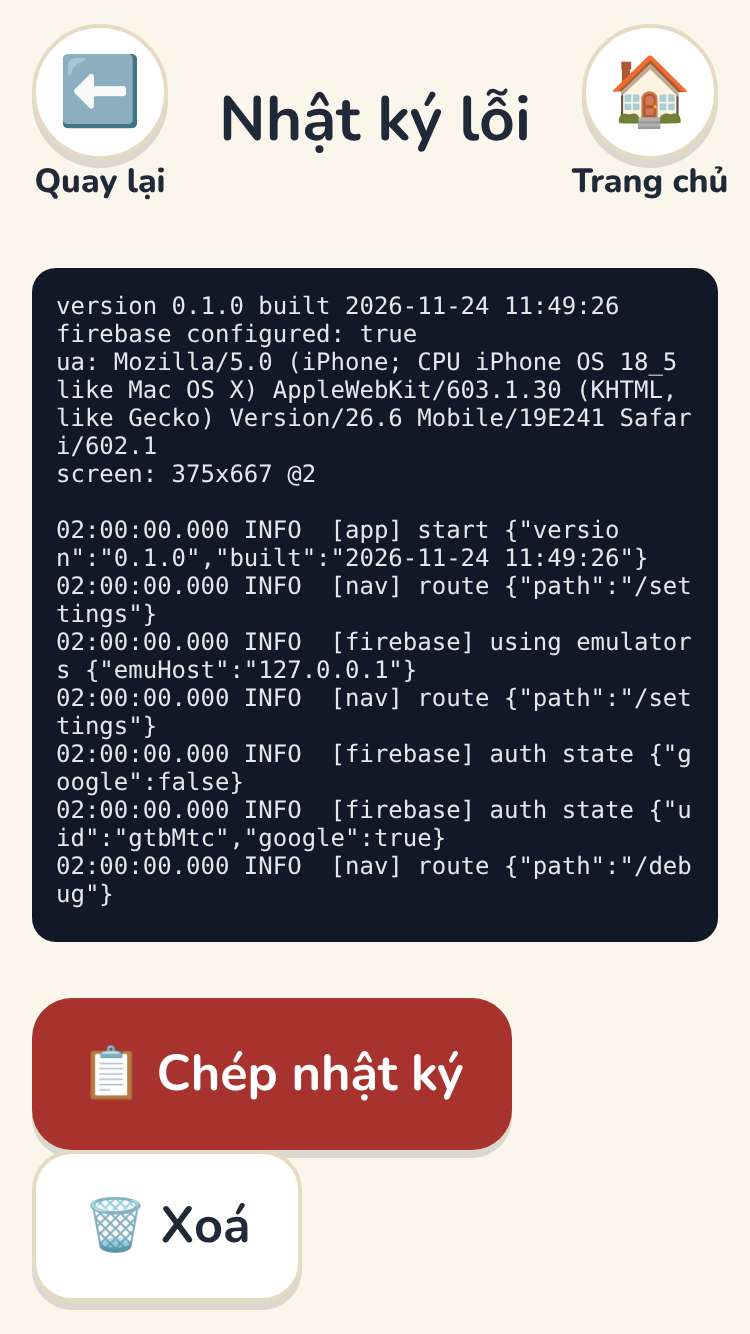 Nhật ký lỗi
Quay lại
Trang chủ
version 0.1.0 built 2026-11-24 11:49:26
firebase configured: true
ua: Mozilla/5.0 (iPhone; CPU iPhone OS 18_5
like Mac OS X) AppleWebKit/603.1.30 (KHTML,
like Gecko) Version/26.6 Mobile/19E241 Safar
i/602.1
screen: 375x667 @2
02:00:00.000 INFO  [app] start {"versio
n":"0.1.0","built":"2026-11-24 11:49:26"}
02:00:00.000 INFO  [nav] route {"path":"/set
tings"}
02:00:00.000 INFO  [firebase] using emulator
s {"emuHost":"127.0.0.1"}
02:00:00.000 INFO  [nav] route {"path":"/set
tings"}
02:00:00.000 INFO  [firebase] auth state {"g
oogle":false}
02:00:00.000 INFO  [firebase] auth state {"u
id":"gtbMtc","google":true}
02:00:00.000 INFO  [nav] route {"path":"/deb
ug"}
Chép nhật ký
Xoá